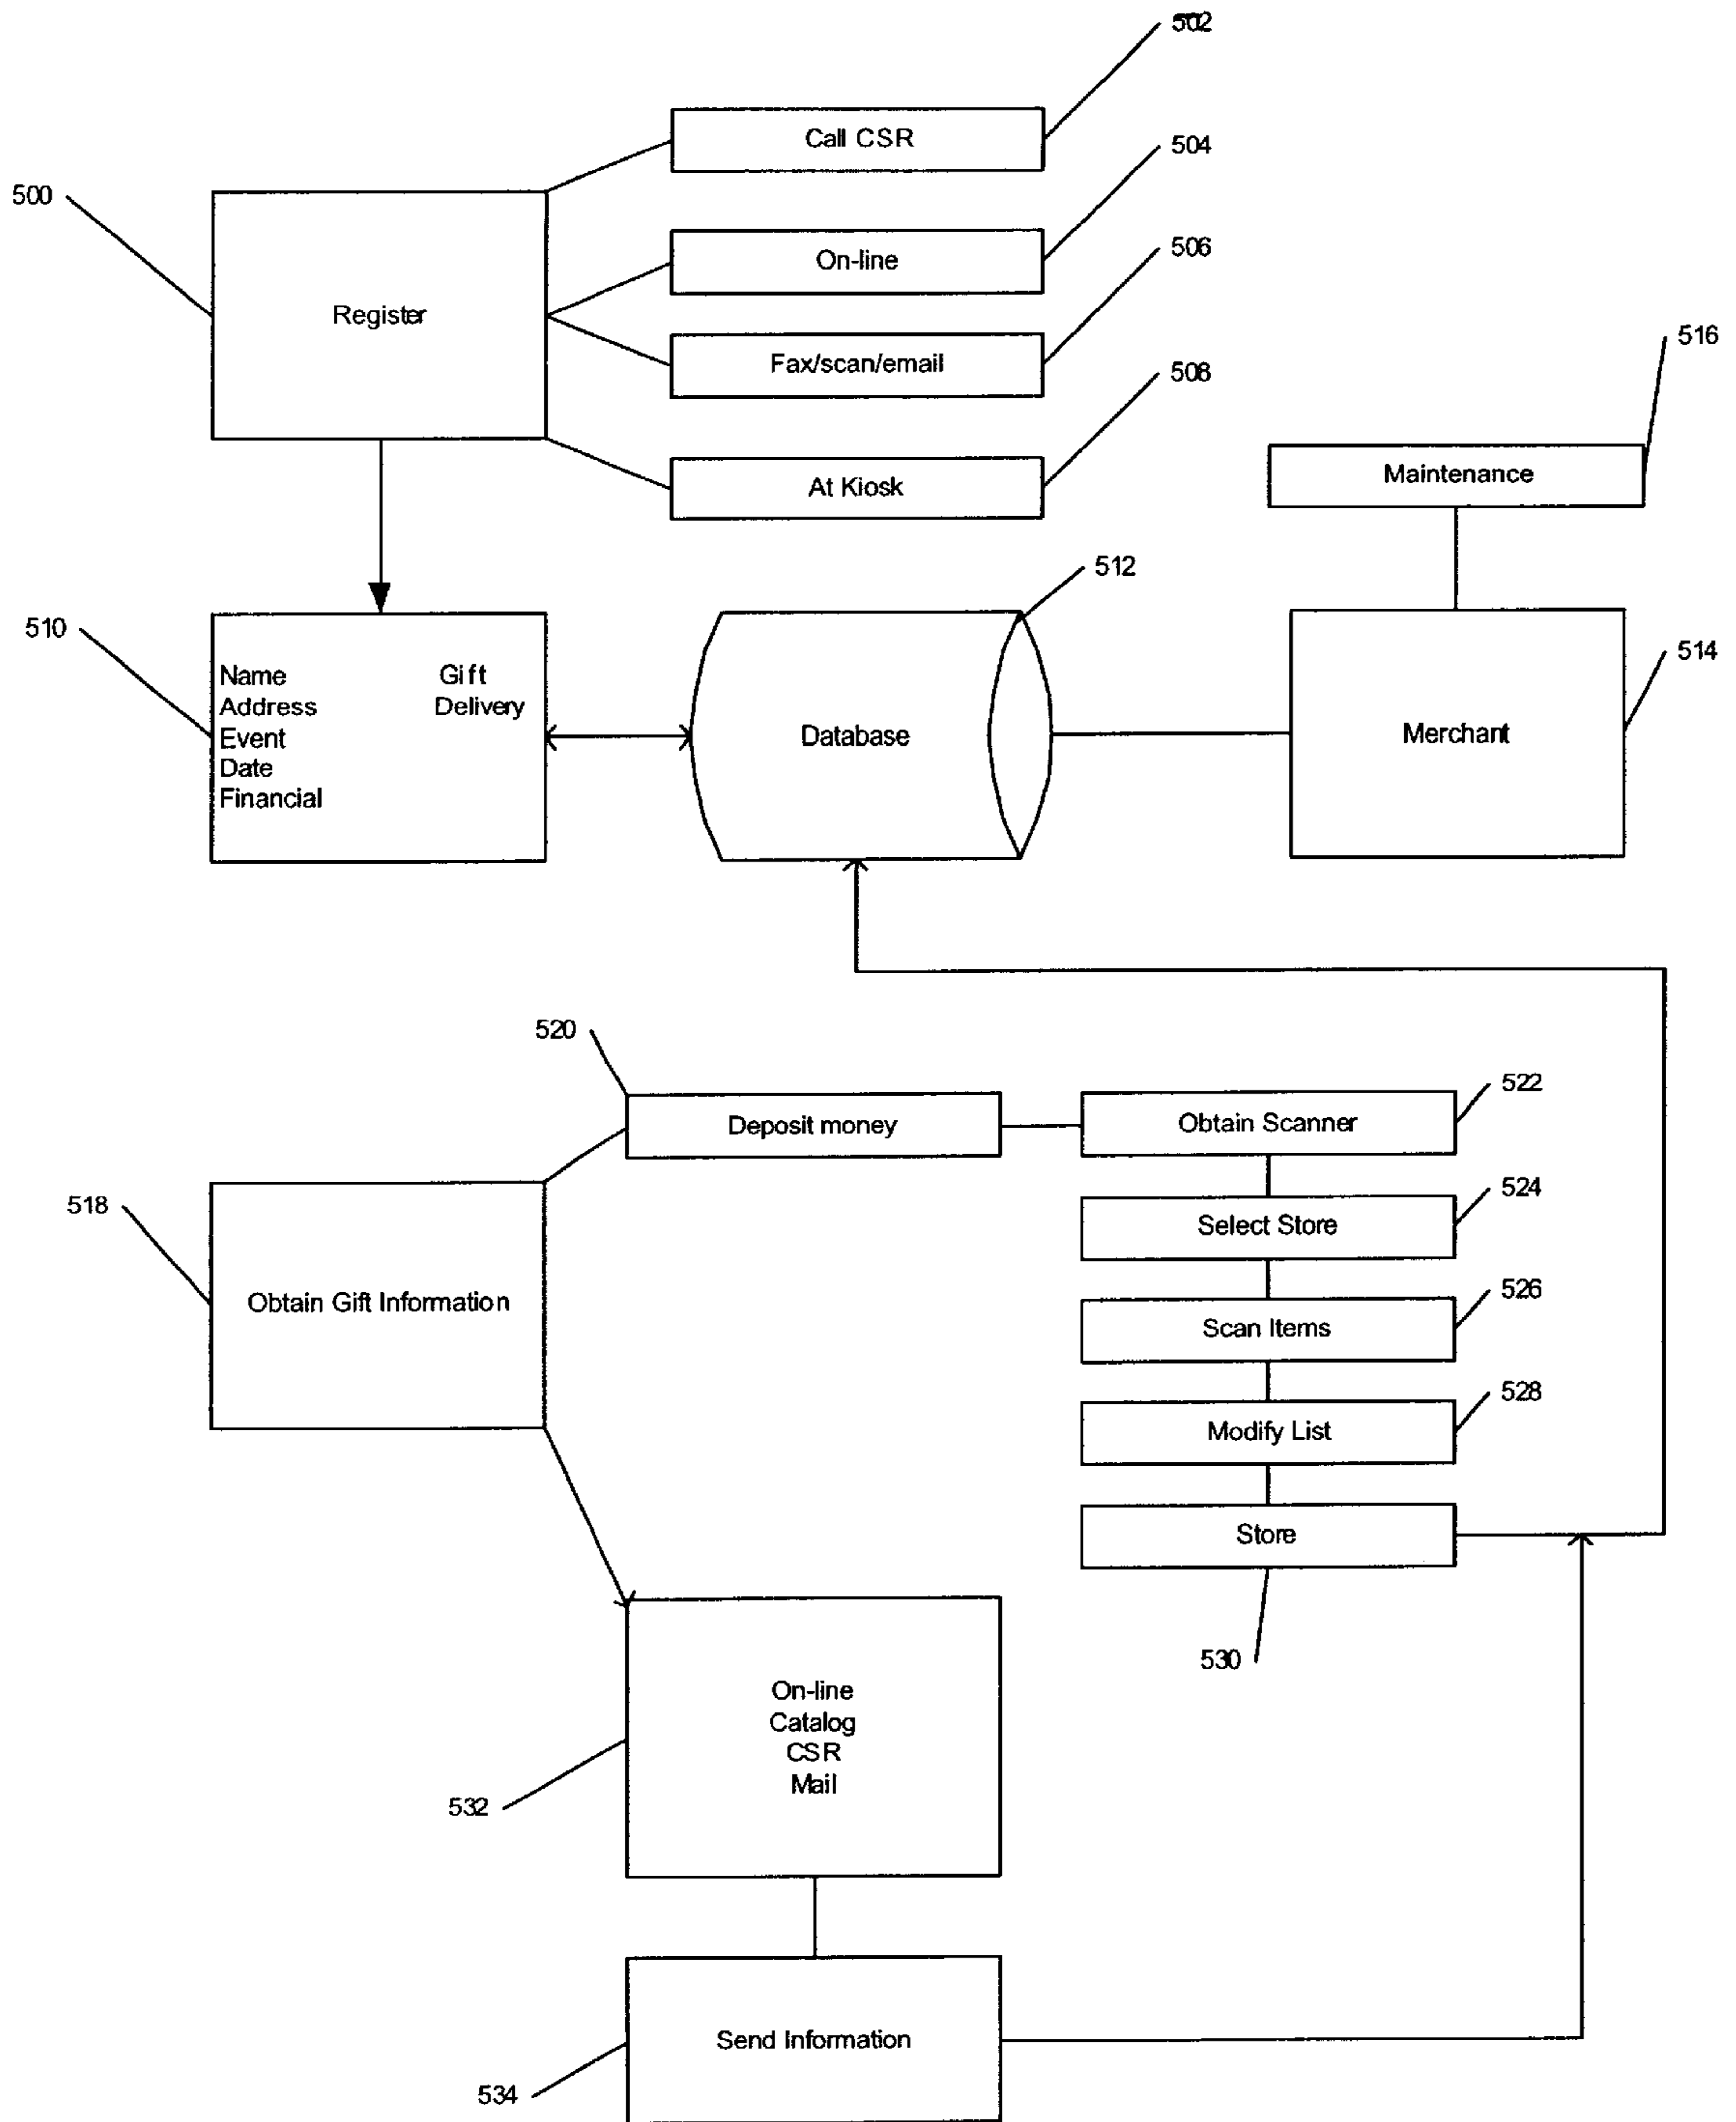 502
Call CSR
504
500
On-line
506
Register
Fax/scan/email
516
508
Maintenance
At Kiosk
512
510
514
Name
Address
Event
Date
Financial
Gift
Delivery
Database
Merchant
520
522
Deposit money
Obtain Scanner
518
524
Select Store
Obtain Gift Information
526
Scan Items
528
Modify List
Store
530
On-line
Catalog
CSR
Mail
532
Send Information
534